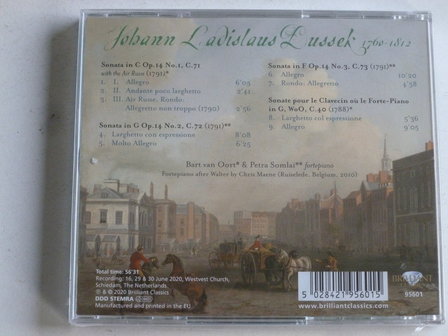 Johann Ladislaus Dussek 1760-1812
Sonata in C Op.14 No.1, C.71
with the Air Russe (1791)*
1. I. Allegro 6'05
2. II. Andante poco larghetto 2'41
3. III. Air Russe, Rondo:
Allegretto non troppo (1790) 2'56
Sonata in G Op.14 No.2, C.72 (1791)**
4. Larghetto con espressione 8'08
5. Molto Allegro 6'25
Sonata in F Op.14 No.3, C.73 (1791)**
6. Allegro 10'20
7. Rondo: Allegretto 4'58
Sonate pour le Clavecin où le Forte-Piano
in G, WoO, C.40 (1788)*
8. Larghetto col espressione 5'36
9. Allegro 9'05
Bart van Oort* & Petra Somlai** fortepiano
Fortepiano after Walter by Chris Maene (Ruiselede, Belgium, 2010)
Total time: 56'31
Recording: 16, 29 & 30 June 2020, Westvest Church,
Schiedam, The Netherlands
℗ & © 2020 Brilliant Classics
DDD STEMRA
Manufactured and printed in the EU
www.brilliantclassics.com
5 028421 956015
BRILLIANT
95601